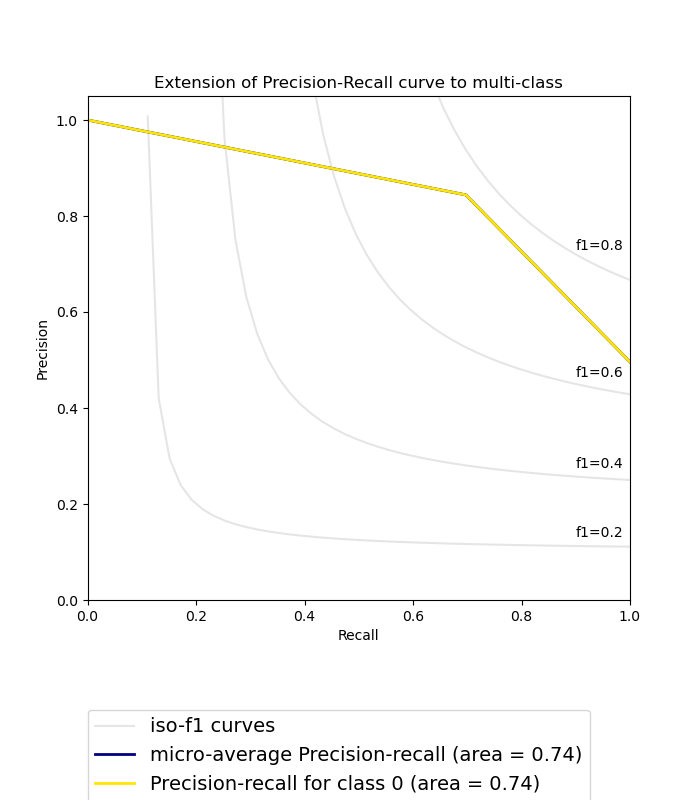 Extension of Precision-Recall curve to multi-class
1.0
0.8
0.6
0.4
0.2
0.0
Precision
f1=0.8
f1=0.6
f1=0.4
f1=0.2
0.0 0.2 0.4 0.6 0.8 1.0
Recall
iso-f1 curves
micro-average Precision-recall (area = 0.74)
Precision-recall for class 0 (area = 0.74)